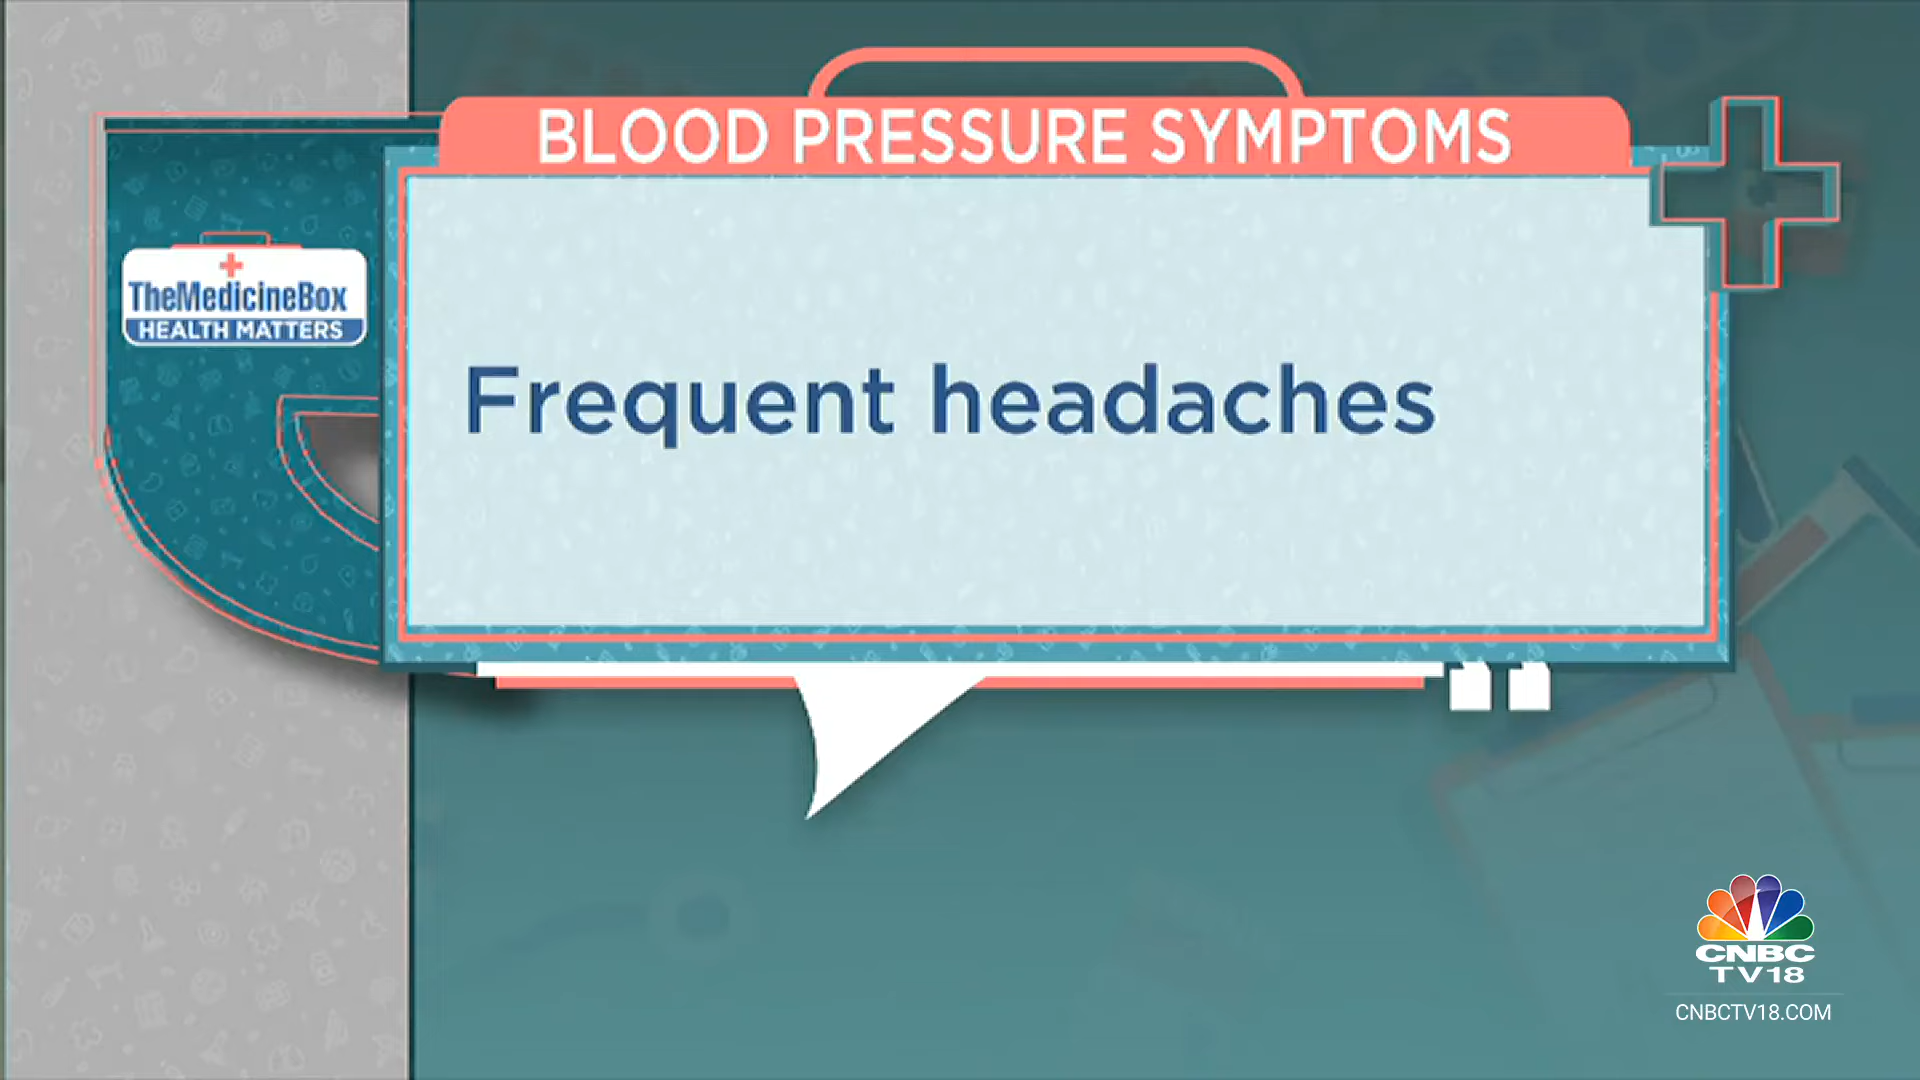 BLOOD PRESSURE SYMPTOMS
TheMedicineBox
HEALTH MATTERS
Frequent headaches
CNBC
TV18
CNBCTV18.COM